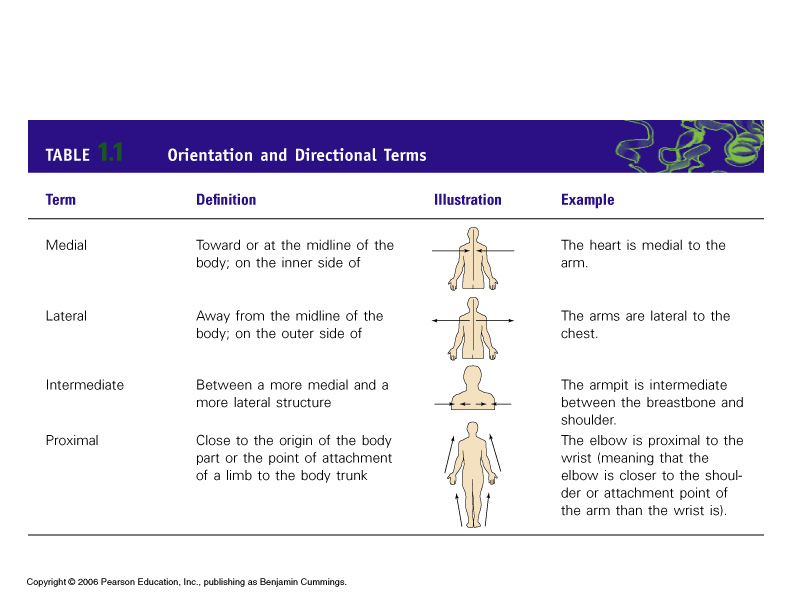 TABLE 1.1 Orientation and Directional Terms
Term Definition Illustration Example
Medial
Toward or at the midline of the
body; on the inner side of
The heart is medial to the
arm.
Lateral
Away from the midline of the
body; on the outer side of
The arms are lateral to the
chest.
Intermediate
Between a more medial and a
more lateral structure
The armpit is intermediate
between the breastbone and
shoulder.
Proximal
Close to the origin of the body
part or the point of attachment
of a limb to the body trunk
The elbow is proximal to the
wrist (meaning that the
elbow is closer to the shoul-
der or attachment point of
the arm than the wrist is).
Copyright © 2006 Pearson Education, Inc., publishing as Benjamin Cummings.